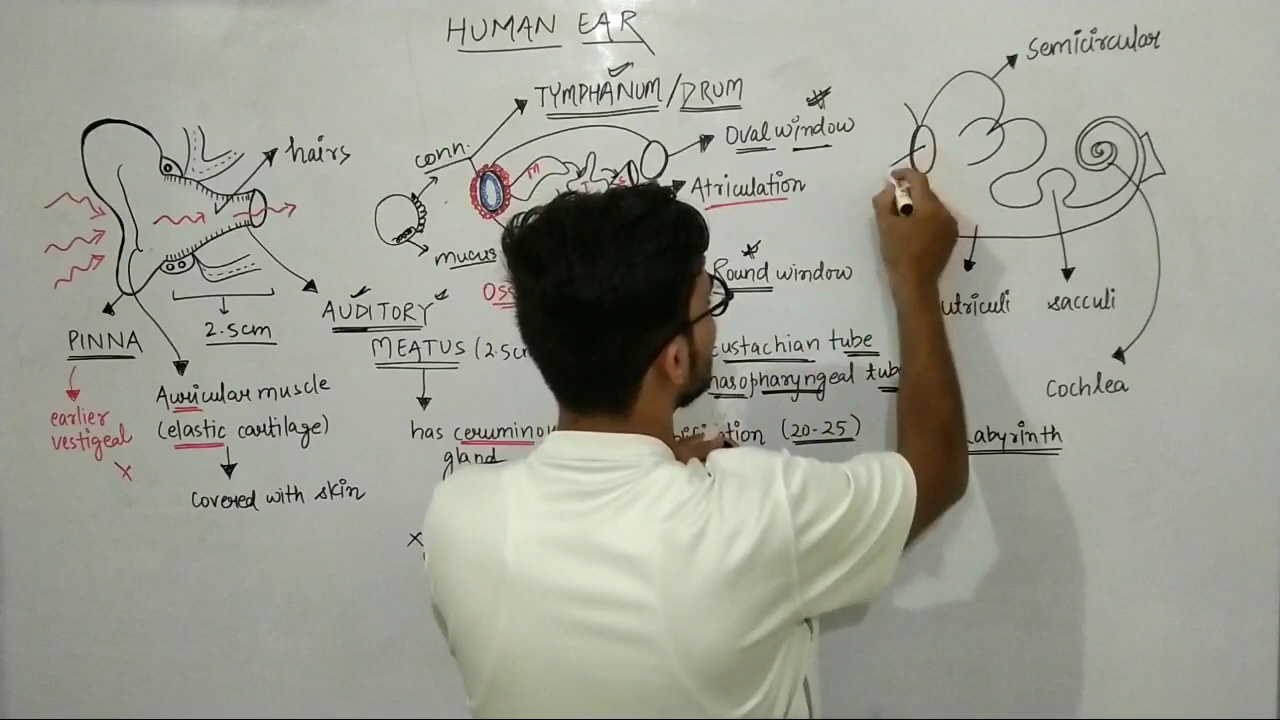 HUMAN EAR
semicircular
TYMPHANUM/DRUM
Oval window
hairs
conn.
M
Atriculation
mucus
Round window
utriculi
sacculi
AUDITORY
2.5cm
PINNA
MEATUS (2.5c
ustachian tube
nasopharyngeal tub
Cochlea
Auricular muscle
(elastic cartilage)
earlier
vestigeal
X
has
gland
(20-25)
abyrinth
covered with skin
X